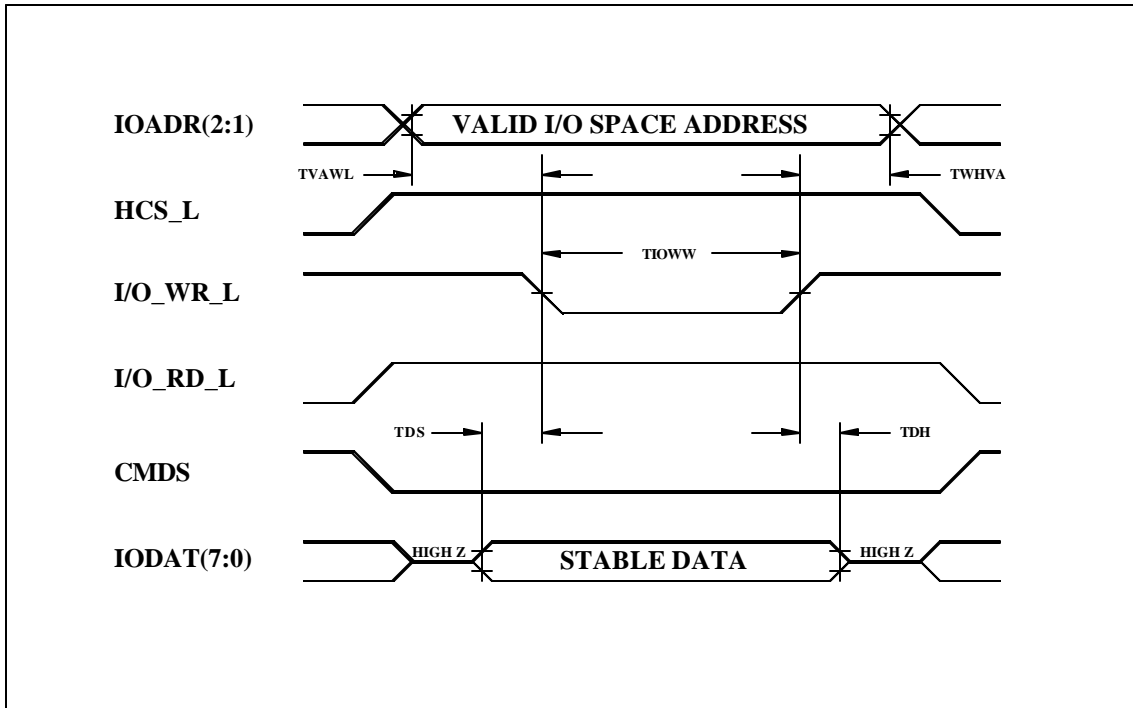 IOADR(2:1)
VALID I/O SPACE ADDRESS
TVAWL
TWHVA
HCS_L
TIOWW
I/O_WR_L
I/O_RD_L
TDS
TDH
CMDS
IODAT(7:0)
HIGH Z
STABLE DATA
HIGH Z